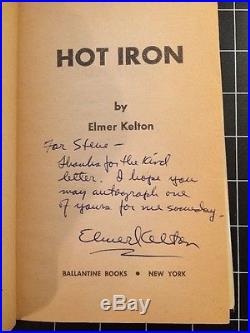 HOT IRON
by
Elmer Kelton
For Steve –
Thanks for the kind
letter. I hope you
may autograph one
of yours for me someday.
Elmer Kelton
BALLANTINE BOOKS • NEW YORK